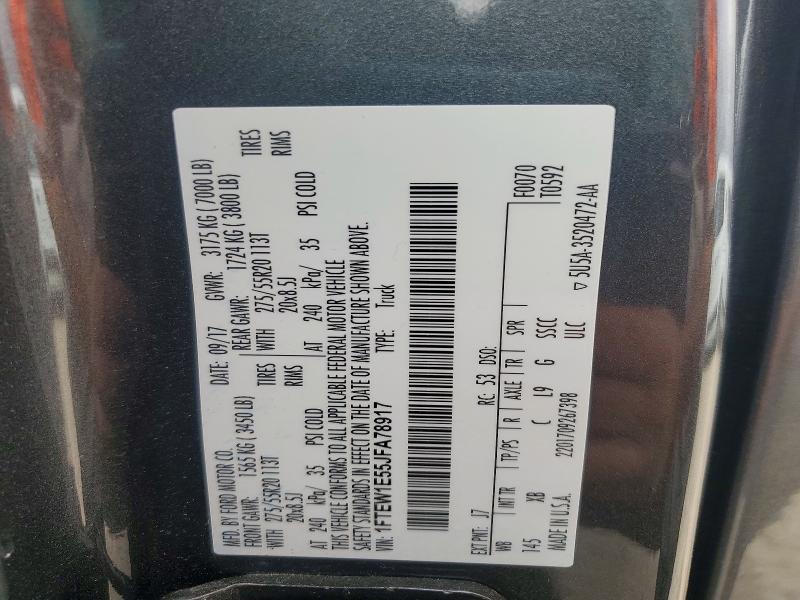 MFD. BY FORD MOTOR CO.
DATE: 09/17 GVWR: 3175 KG ( 7000 LB)
FRONT GAWR: 1565 KG ( 3450 LB) REAR GAWR: 1724 KG ( 3800 LB)
*WITH 275/55R20 113T TIRES WITH 275/55R20 113T TIRES
20x8.5J RIMS 20x8.5J RIMS
AT 240 kPa/ 35 PSI COLD AT 240 kPa/ 35 PSI COLD
THIS VEHICLE CONFORMS TO ALL APPLICABLE FEDERAL MOTOR VEHICLE
SAFETY STANDARDS IN EFFECT ON THE DATE OF MANUFACTURE SHOWN ABOVE.
VIN: 1FTEW1E55JFA78917 TYPE: Truck
F0070
T0592
EXT PNT: J7 RC: 53 DSO:
WB INT TR TP/PS R AXLE TR SPR
145 XB C L9 G SSCC
MADE IN U.S.A. 2201709267398 ULC
▽ 5U5A-3520472-AA